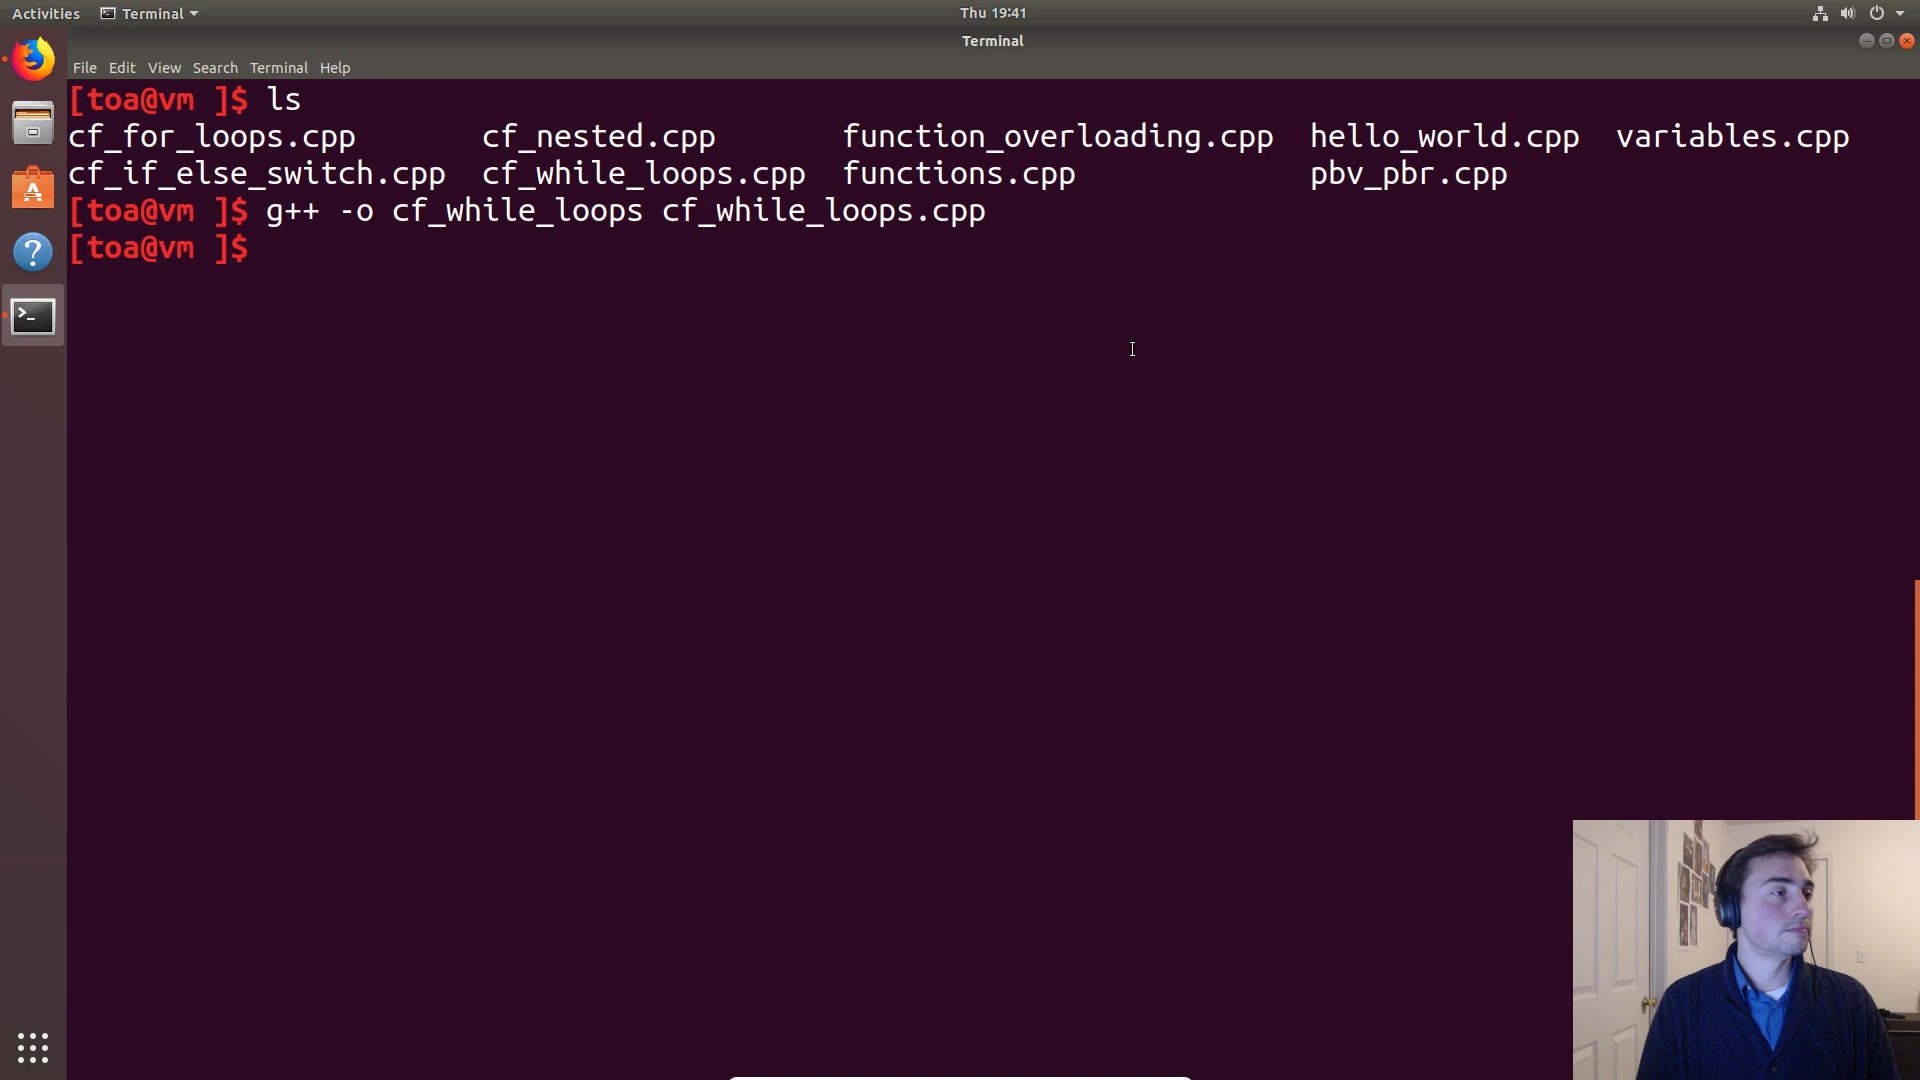 Activities Terminal Thu 19:41
Terminal
File Edit View Search Terminal Help
[toa@vm ]$ ls
cf_for_loops.cpp cf_nested.cpp function_overloading.cpp hello_world.cpp variables.cpp
cf_if_else_switch.cpp cf_while_loops.cpp functions.cpp pbv_pbr.cpp
[toa@vm ]$ g++ -o cf_while_loops cf_while_loops.cpp
[toa@vm ]$